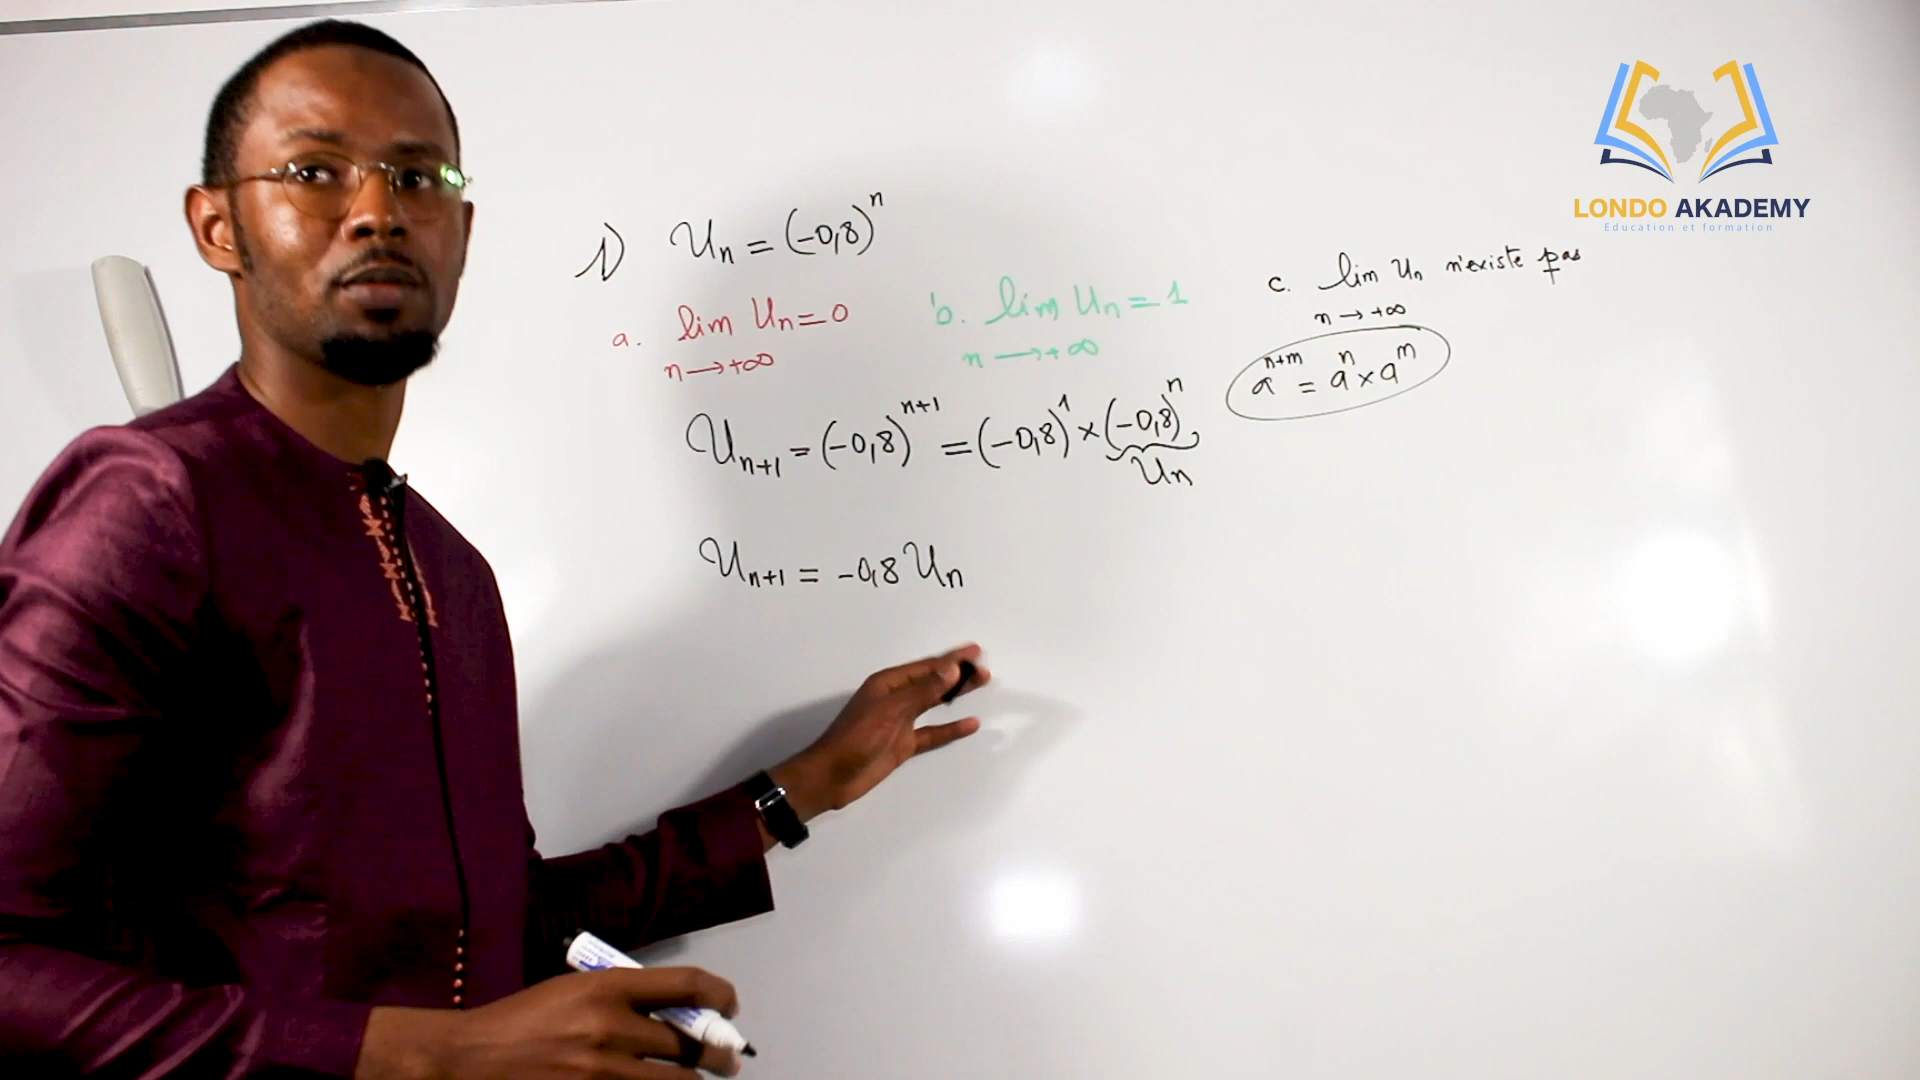 LONDO AKADEMY
Education et formation
1) Un = (-0,8)^n
a. lim Un = 0
n → +∞
b. lim Un = 1
n → +∞
c. lim Un n'existe pas
n → +∞
a^(n+m) = a^n × a^m
Un+1 = (-0,8)^(n+1) = (-0,8)^1 × (-0,8)^n
Un
Un+1 = -0,8 Un